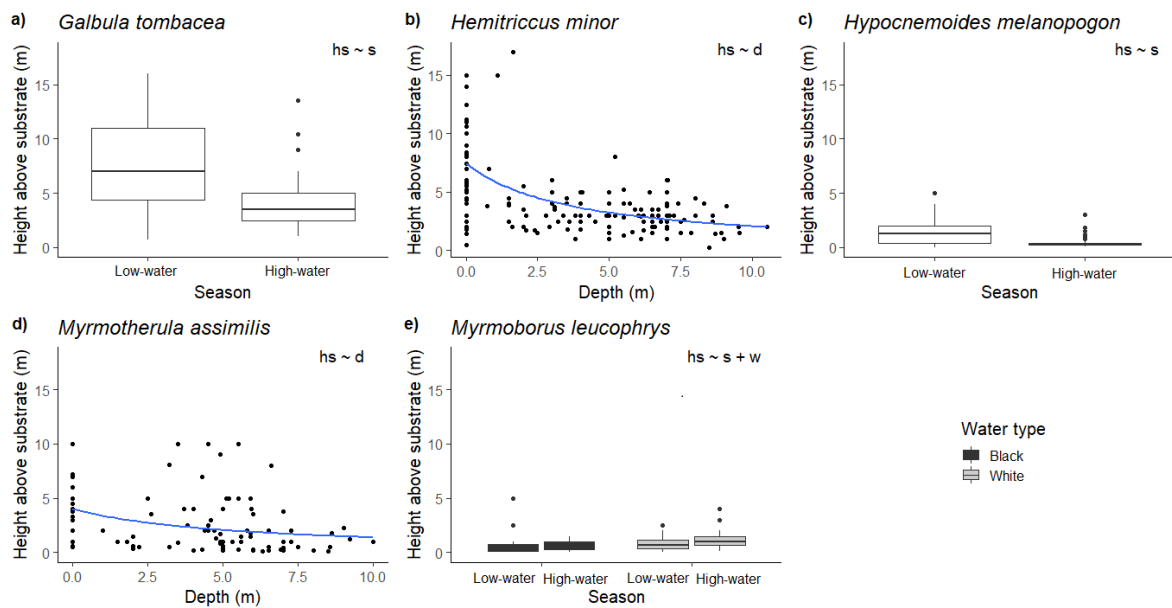 a) Galbula tombacea
hs ~ s
Height above substrate (m)
15
10
5
0
Low-water High-water
Season
b) Hemitriccus minor
hs ~ d
Height above substrate (m)
15
10
5
0
0.0 2.5 5.0 7.5 10.0
Depth (m)
c) Hypocnemoides melanopogon
hs ~ s
Height above substrate (m)
15
10
5
0
Low-water High-water
Season
d) Myrmotherula assimilis
hs ~ d
Height above substrate (m)
15
10
5
0
0.0 2.5 5.0 7.5 10.0
Depth (m)
e) Myrmoborus leucophrys
hs ~ s + w
Height above substrate (m)
15
10
5
0
Low-water High-water Low-water High-water
Season
Water type
Black
White